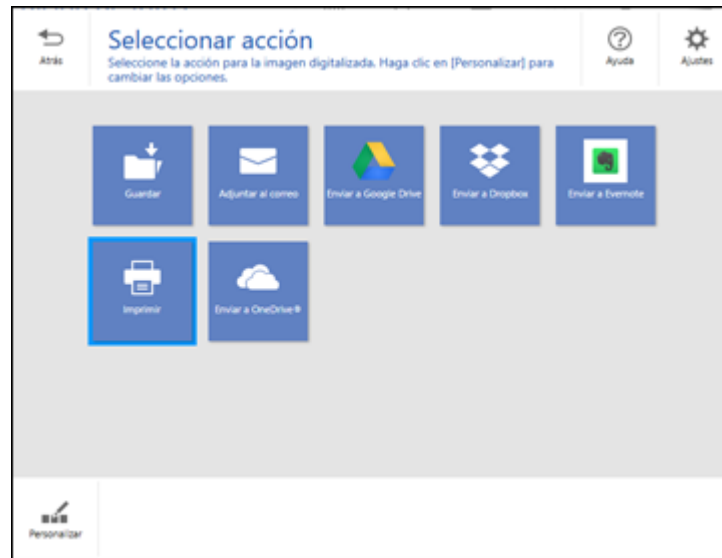 Atrás
Seleccionar acción
Seleccione la acción para la imagen digitalizada. Haga clic en [Personalizar] para
cambiar las opciones.
Ayuda
Ajustes
Guardar
Adjuntar al correo
Enviar a Google Drive
Enviar a Dropbox
Enviar a Evernote
Imprimir
Enviar a OneDrive®
Personalizar